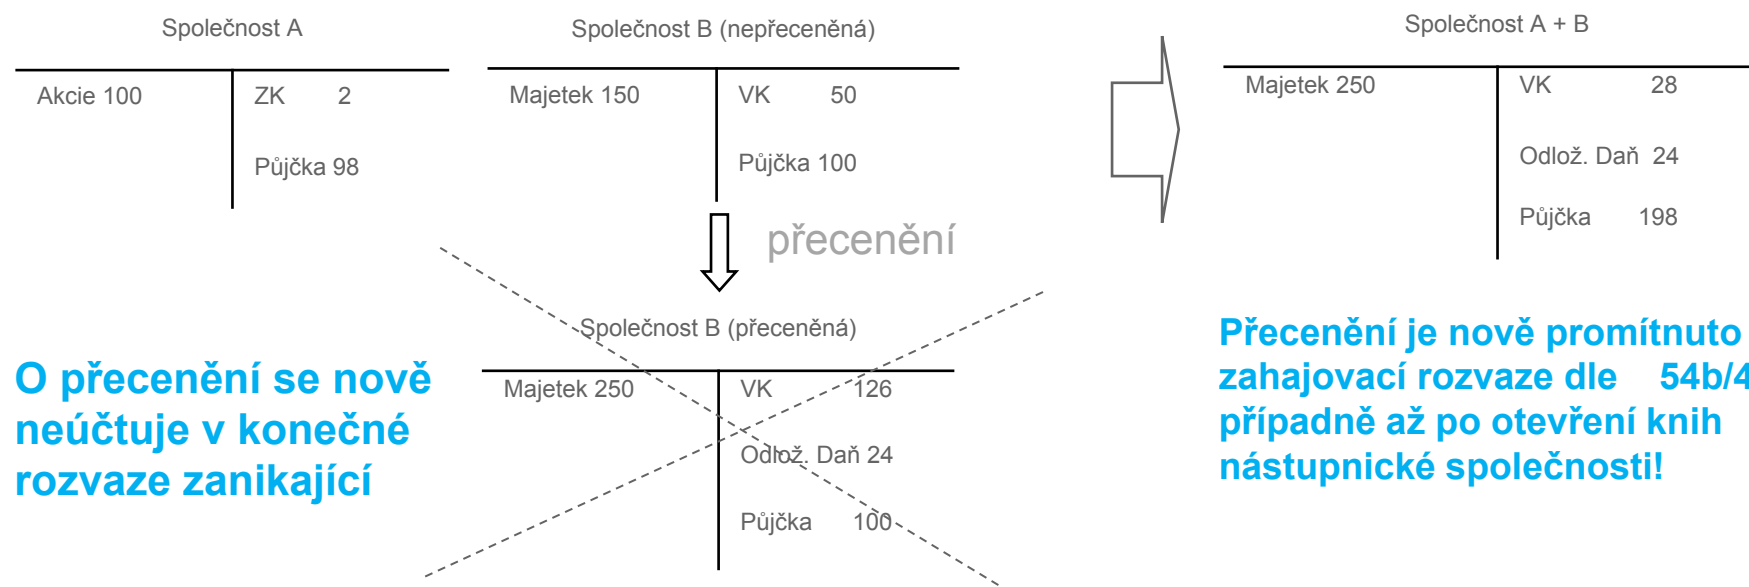 Společnost A
Akcie 100
ZK 2
Půjčka 98
Společnost B (nepřeceněná)
Majetek 150
VK 50
Půjčka 100
přecenění
Společnost B (přeceněná)
Majetek 250
VK 126
Odlož. Daň 24
Půjčka 100
O přecenění se nově
neúčtuje v konečné
rozvaze zanikající
Společnost A + B
Majetek 250
VK 28
Odlož. Daň 24
Půjčka 198
Přecenění je nově promítnuto
zahajovací rozvaze dle 54b/4
případně až po otevření knih
nástupnické společnosti!